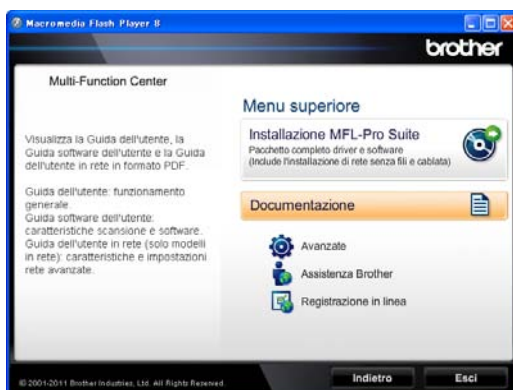 Macromedia Flash Player 8
brother
Multi-Function Center
Visualizza la Guida dell'utente, la
Guida software dell'utente e la Guida
dell'utente in rete in formato PDF.
Guida dell'utente: funzionamento
generale.
Guida software dell'utente:
caratteristiche scansione e software.
Guida dell'utente in rete (solo modelli
in rete): caratteristiche e impostazioni
rete avanzate.
Menu superiore
Installazione MFL-Pro Suite
Pacchetto completo driver e software
(Include l'installazione di rete senza fili e cablata)
Documentazione
Avanzate
Assistenza Brother
Registrazione in linea
© 2001-2011 Brother Industries, Ltd. All Rights Reserved.
Indietro
Esci